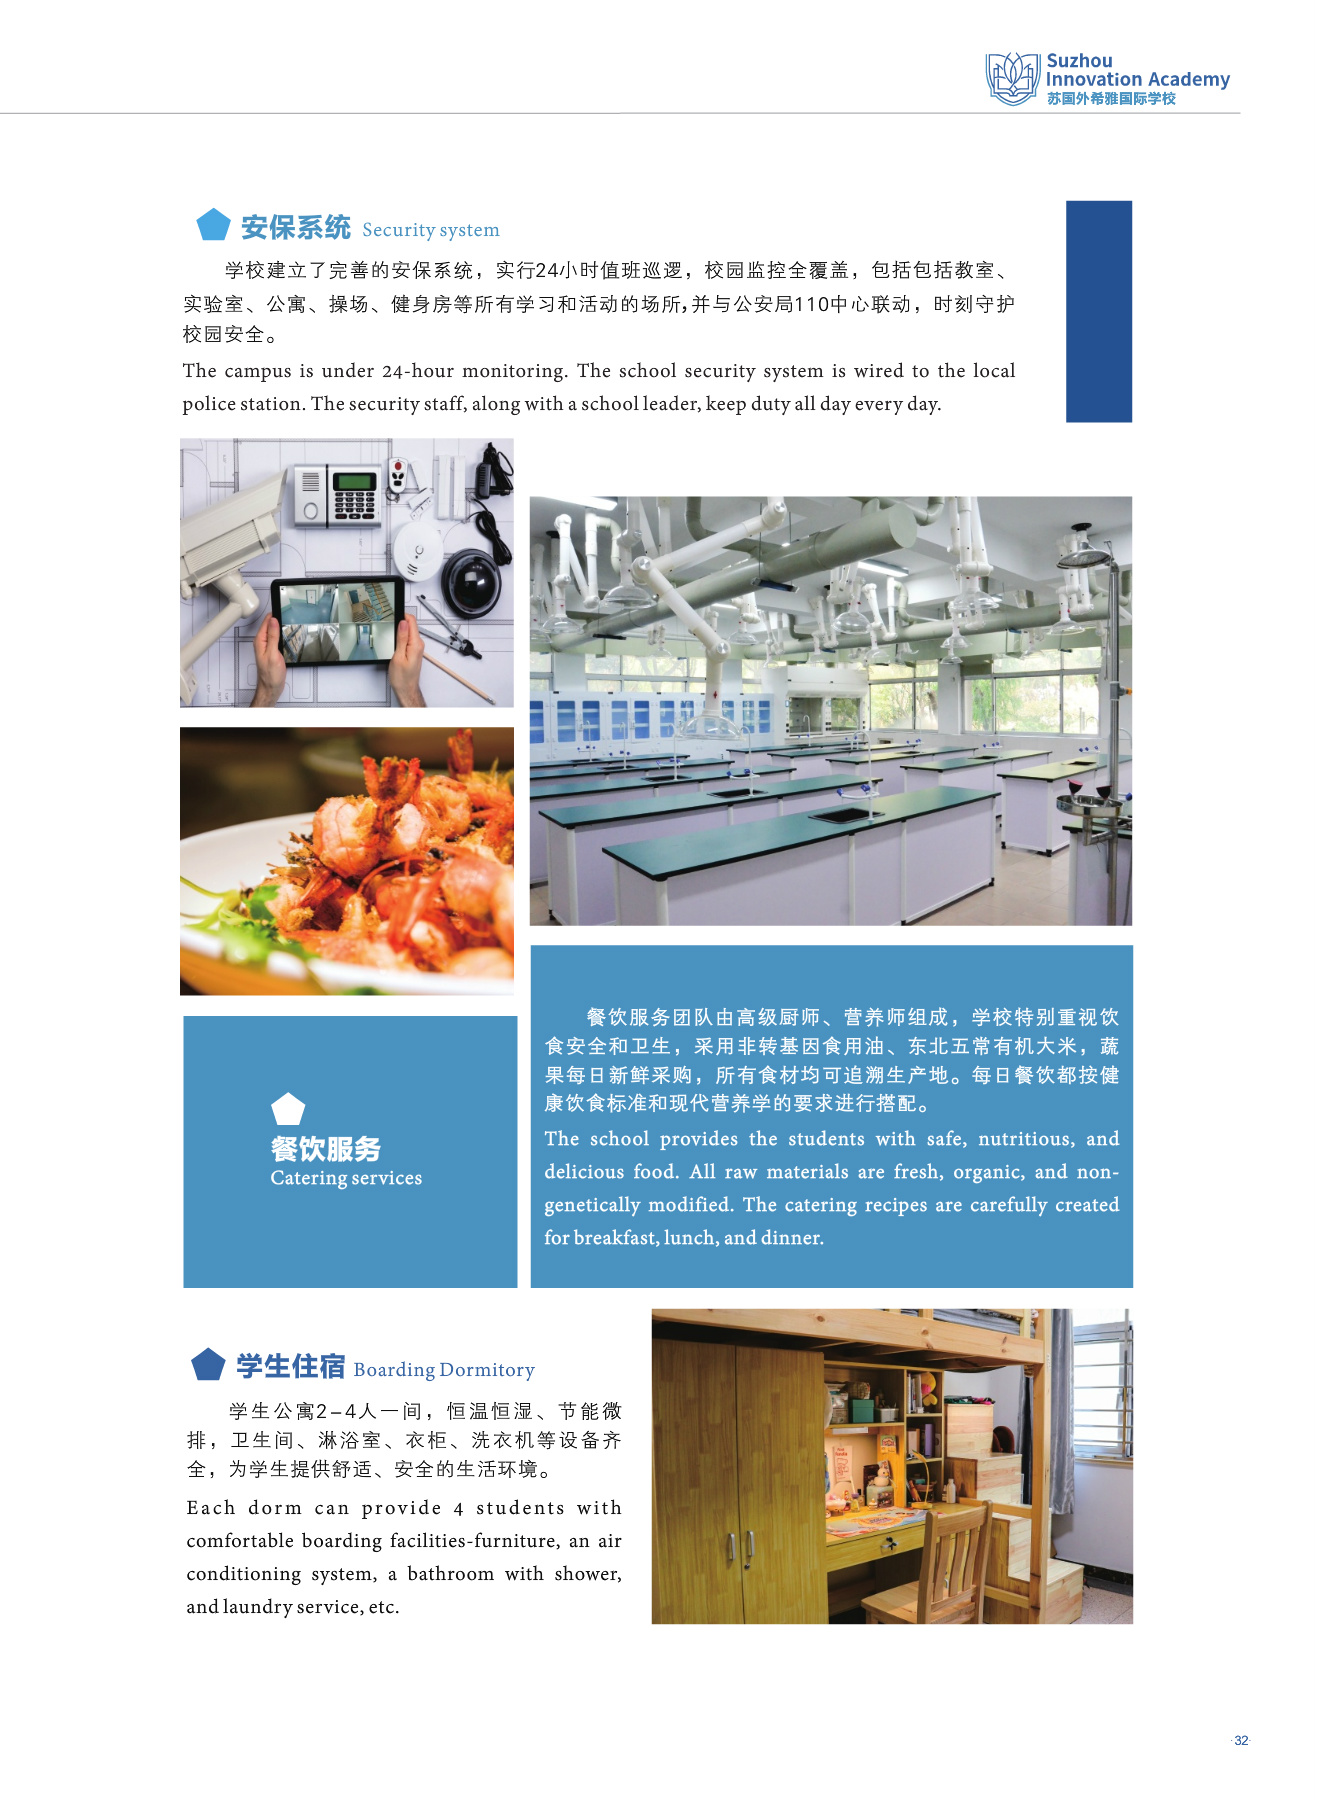 Suzhou
Innovation Academy
苏国外希雅国际学校
安保系统 Security system
学校建立了完善的安保系统，实行24小时值班巡逻，校园监控全覆盖，包括包括教室、
实验室、公寓、操场、健身房等所有学习和活动的场所，并与公安局110中心联动，时刻守护
校园安全。
The campus is under 24-hour monitoring. The school security system is wired to the local
police station. The security staff, along with a school leader, keep duty all day every day.
餐饮服务
Catering services
餐饮服务团队由高级厨师、营养师组成，学校特别重视饮
食安全和卫生，采用非转基因食用油、东北五常有机大米，蔬
果每日新鲜采购，所有食材均可追溯生产地。每日餐饮都按健
康饮食标准和现代营养学的要求进行搭配。
The school provides the students with safe, nutritious, and
delicious food. All raw materials are fresh, organic, and non-
genetically modified. The catering recipes are carefully created
for breakfast, lunch, and dinner.
学生住宿 Boarding Dormitory
学生公寓2–4人一间，恒温恒湿、节能微
排，卫生间、淋浴室、衣柜、洗衣机等设备齐
全，为学生提供舒适、安全的生活环境。
Each dorm can provide 4 students with
comfortable boarding facilities-furniture, an air
conditioning system, a bathroom with shower,
and laundry service, etc.
·32·